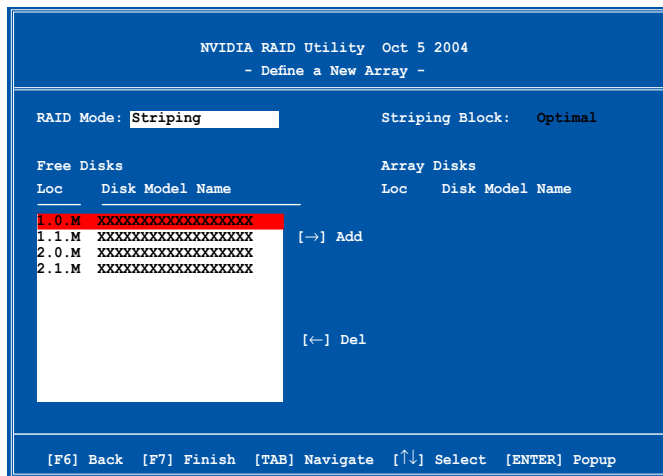 NVIDIA RAID Utility Oct 5 2004
- Define a New Array -
RAID Mode: Striping Striping Block: Optimal
Free Disks Array Disks
Loc Disk Model Name Loc Disk Model Name
1.0.M XXXXXXXXXXXXXXXXXX
1.1.M XXXXXXXXXXXXXXXXXX [→] Add
2.0.M XXXXXXXXXXXXXXXXXX
2.1.M XXXXXXXXXXXXXXXXXX
[←] Del
[F6] Back [F7] Finish [TAB] Navigate [↑↓] Select [ENTER] Popup